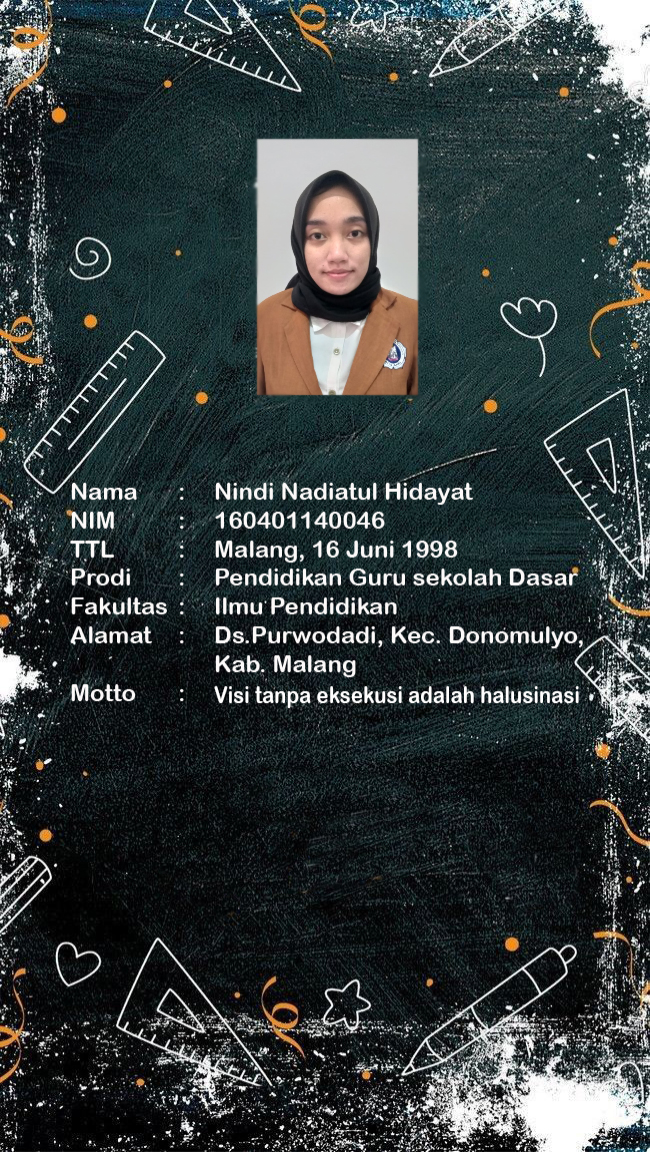 Nama : Nindi Nadiatul Hidayat
NIM : 160401140046
TTL : Malang, 16 Juni 1998
Prodi : Pendidikan Guru sekolah Dasar
Fakultas : Ilmu Pendidikan
Alamat : Ds.Purwodadi, Kec. Donomulyo,
Kab. Malang
Motto : Visi tanpa eksekusi adalah halusinasi